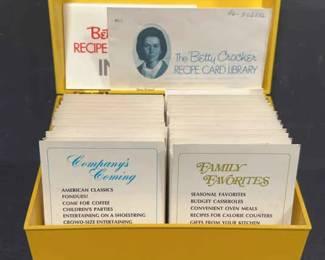 Betty
RECIPE
IN
The Betty Crocker
RECIPE CARD LIBRARY
Company's
Coming
AMERICAN CLASSICS
FONDUES!
COME FOR COFFEE
CHILDREN'S PARTIES
ENTERTAINING ON A SHOESTRING
CROWD-SIZE ENTERTAINING
FAMILY
FAVORITES
SEASONAL FAVORITES
BUDGET CASSEROLES
CONVENIENT OVEN MEALS
RECIPES FOR CALORIE COUNTERS
GIFTS FROM YOUR KITCHEN